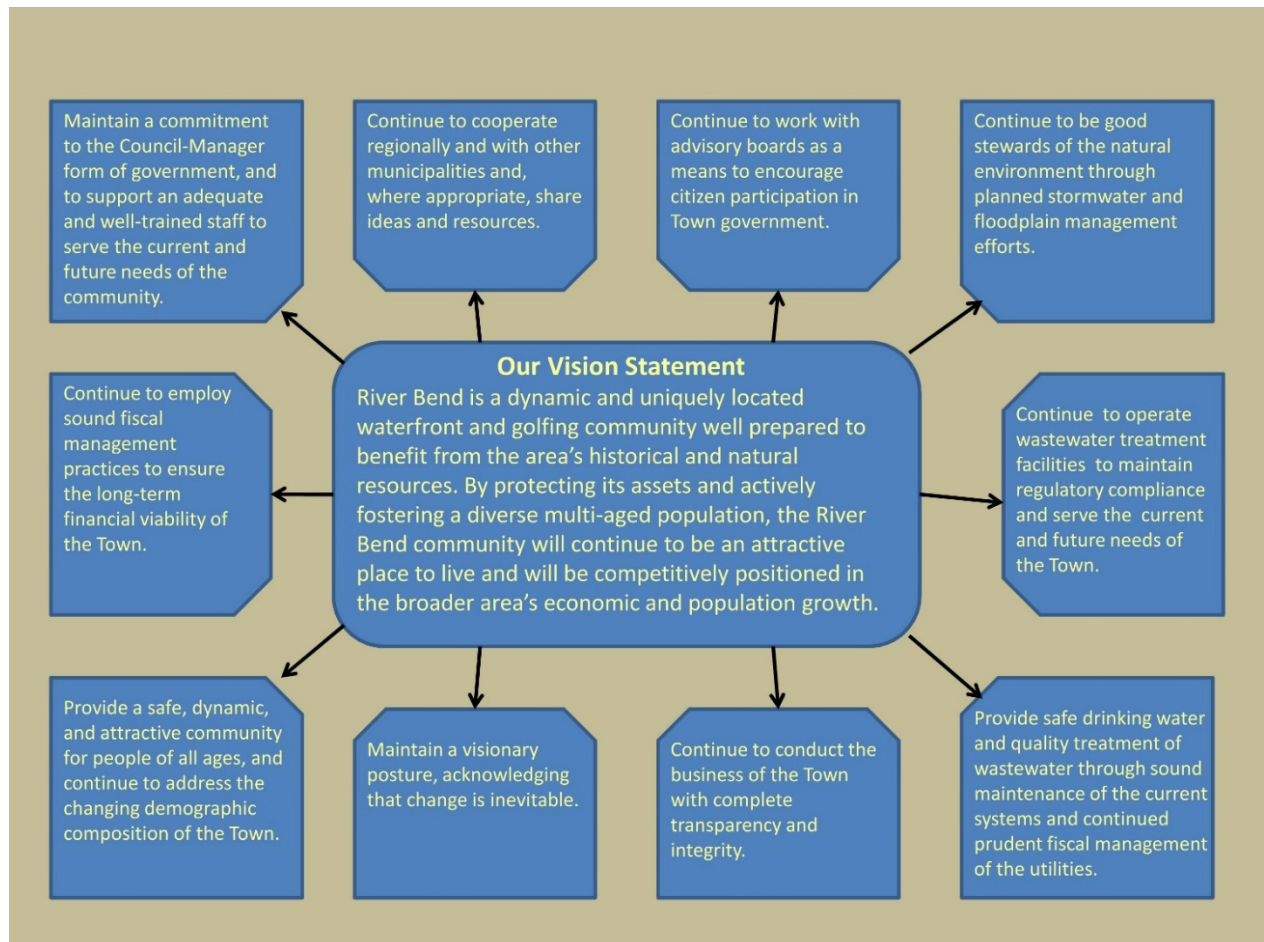 Maintain a commitment
to the Council-Manager
form of government, and
to support an adequate
and well-trained staff to
serve the current and
future needs of the
community.
Continue to cooperate
regionally and with other
municipalities and,
where appropriate, share
ideas and resources.
Continue to work with
advisory boards as a
means to encourage
citizen participation in
Town government.
Continue to be good
stewards of the natural
environment through
planned stormwater and
floodplain management
efforts.
Continue to employ
sound fiscal
management
practices to ensure
the long-term
financial viability of
the Town.
Our Vision Statement
River Bend is a dynamic and uniquely located
waterfront and golfing community well prepared to
benefit from the area’s historical and natural
resources. By protecting its assets and actively
fostering a diverse multi-aged population, the River
Bend community will continue to be an attractive
place to live and will be competitively positioned in
the broader area’s economic and population growth.
Continue to operate
wastewater treatment
facilities to maintain
regulatory compliance
and serve the current
and future needs of
the Town.
Provide a safe, dynamic,
and attractive community
for people of all ages, and
continue to address the
changing demographic
composition of the Town.
Maintain a visionary
posture, acknowledging
that change is inevitable.
Continue to conduct the
business of the Town
with complete
transparency and
integrity.
Provide safe drinking water
and quality treatment of
wastewater through sound
maintenance of the current
systems and continued
prudent fiscal management
of the utilities.